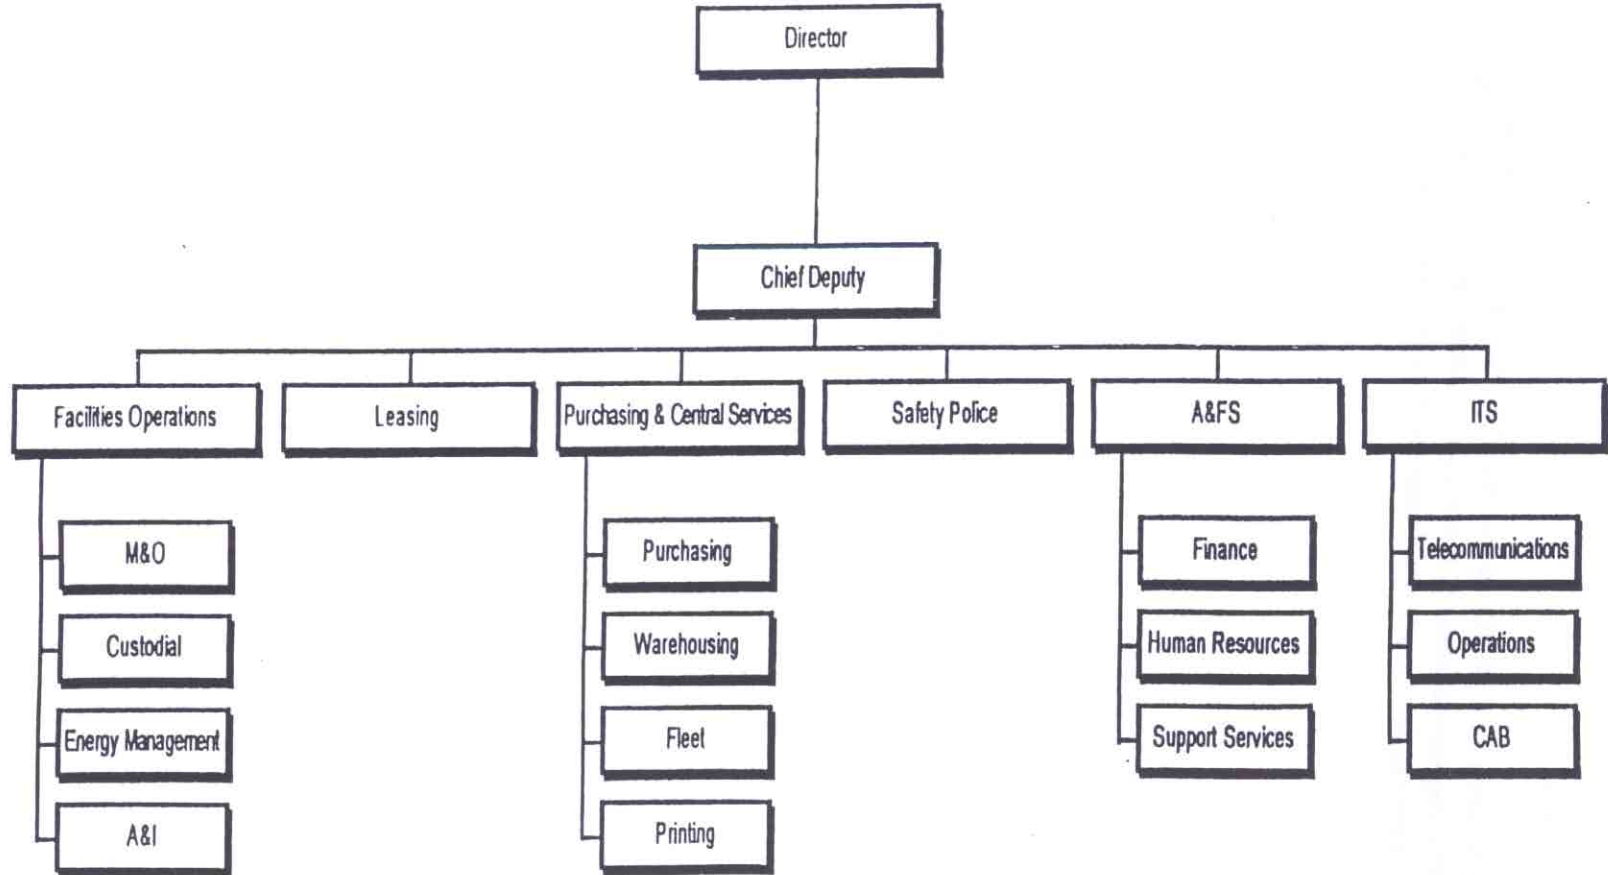 Director
Chief Deputy
Facilities Operations
Leasing
Purchasing & Central Services
Safety Police
A&FS
ITS
M&O
Custodial
Energy Management
A&I
Purchasing
Warehousing
Fleet
Printing
Finance
Human Resources
Support Services
Telecommunications
Operations
CAB